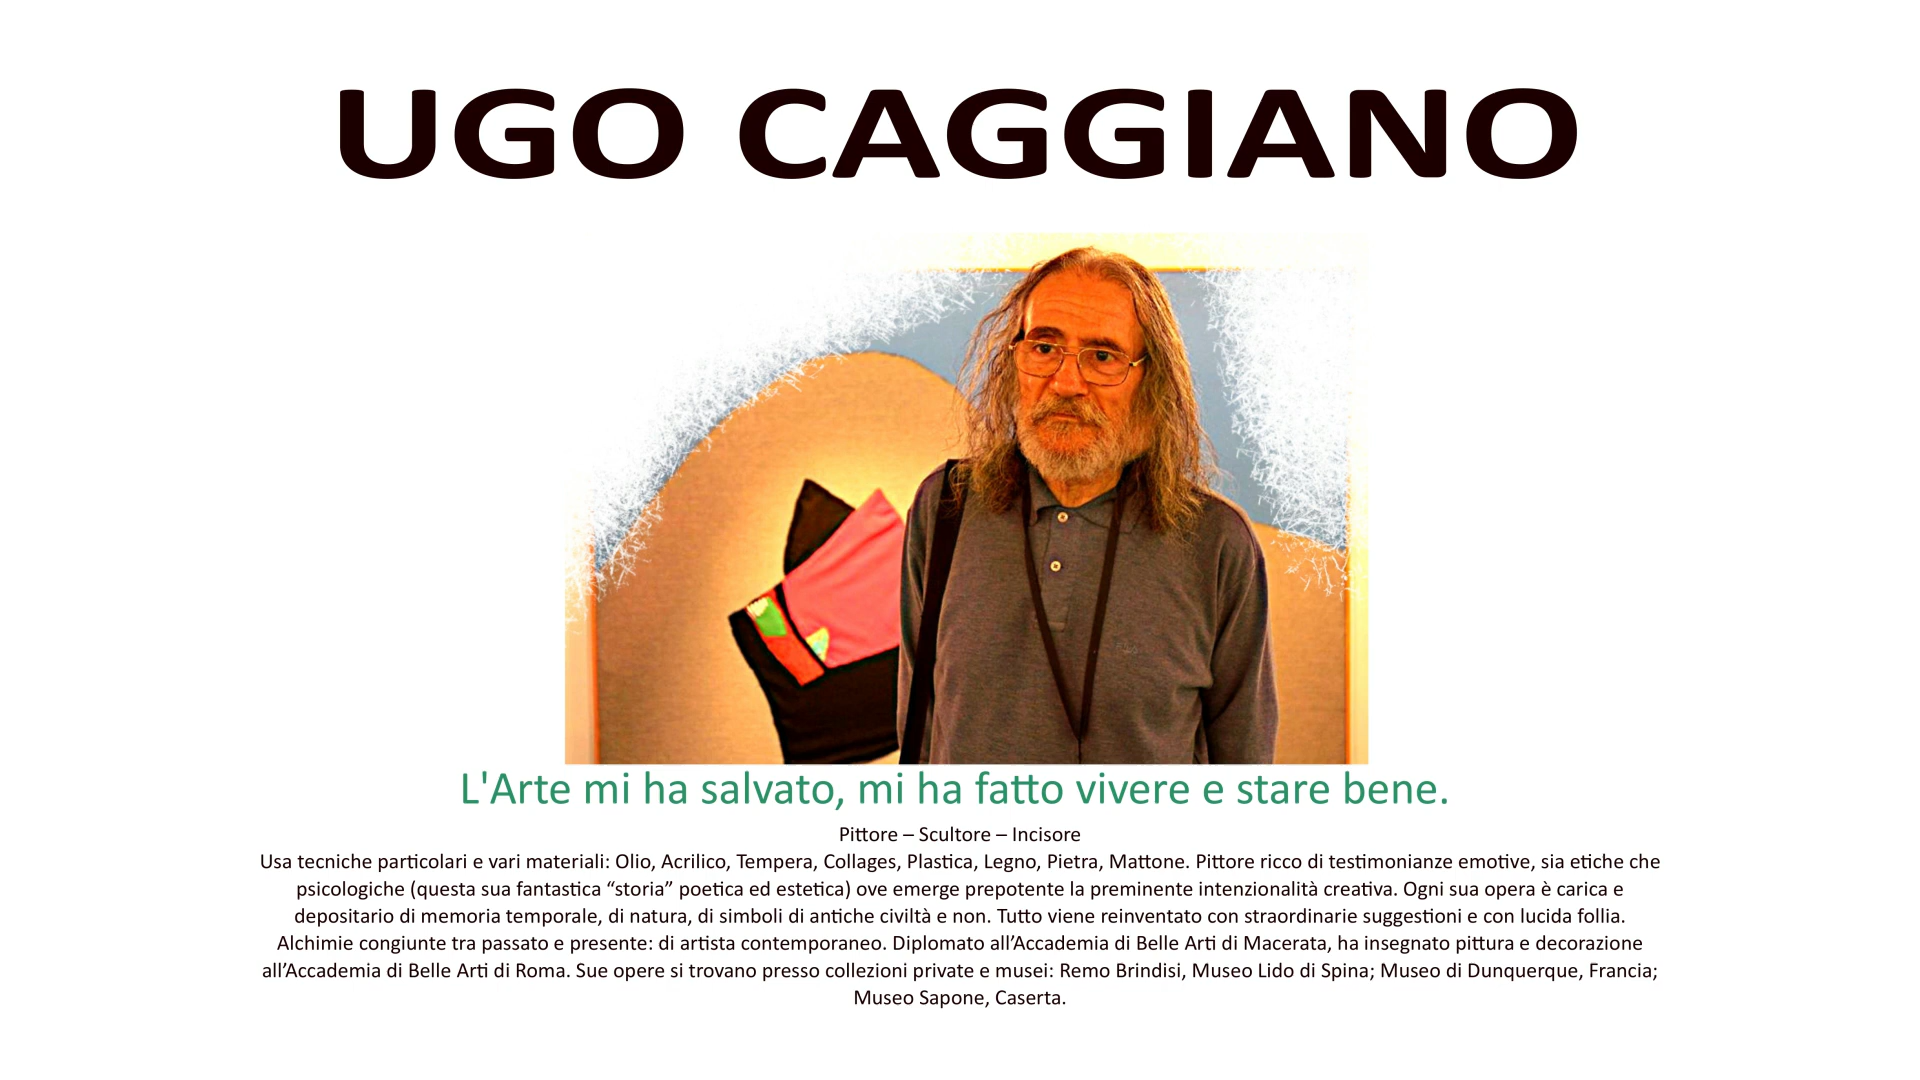 UGO CAGGIANO
L'Arte mi ha salvato, mi ha fatto vivere e stare bene.
Pittore – Scultore – Incisore
Usa tecniche particolari e vari materiali: Olio, Acrilico, Tempera, Collages, Plastica, Legno, Pietra, Mattone. Pittore ricco di testimonianze emotive, sia etiche che
psicologiche (questa sua fantastica “storia” poetica ed estetica) ove emerge prepotente la preminente intenzionalità creativa. Ogni sua opera è carica e
depositario di memoria temporale, di natura, di simboli di antiche civiltà e non. Tutto viene reinventato con straordinarie suggestioni e con lucida follia.
Alchimie congiunte tra passato e presente: di artista contemporaneo. Diplomato all’Accademia di Belle Arti di Macerata, ha insegnato pittura e decorazione
all’Accademia di Belle Arti di Roma. Sue opere si trovano presso collezioni private e musei: Remo Brindisi, Museo Lido di Spina; Museo di Dunquerque, Francia;
Museo Sapone, Caserta.